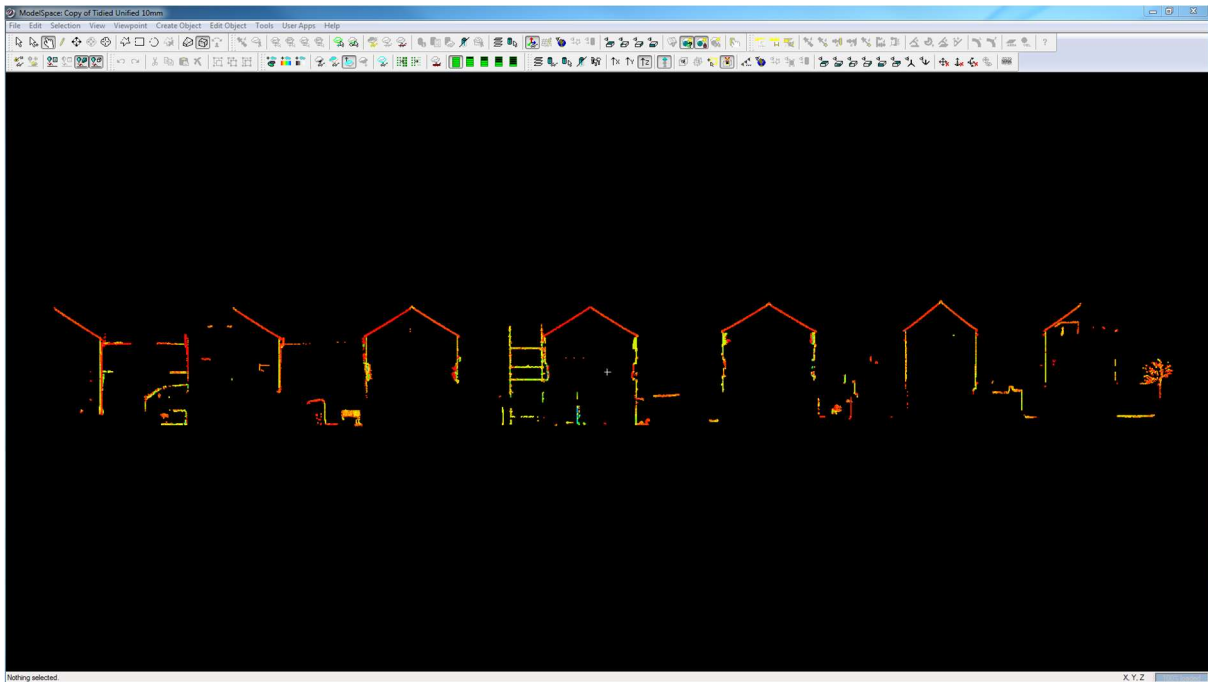 ModelSpace: Copy of Tidied Unified 10mm
File Edit Selection View Viewpoint Create Object Edit Object Tools User Apps Help
Nothing selected.
X, Y, Z